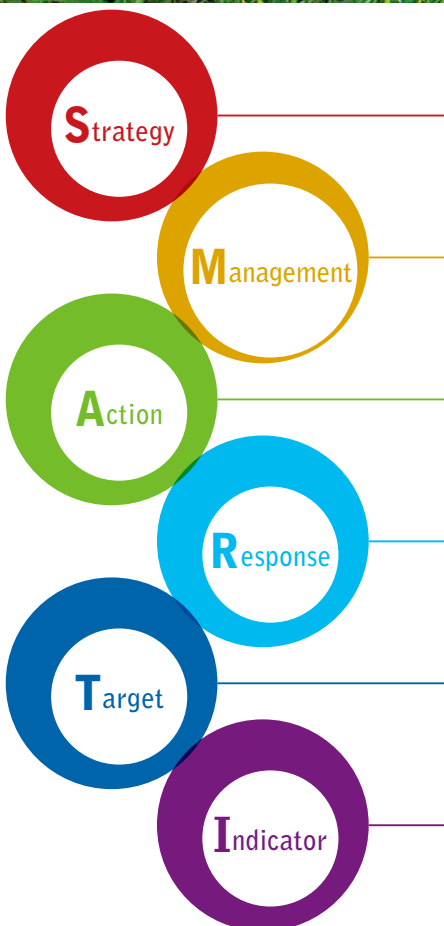 Strategy
Management
Action
Response
Target
Indicator